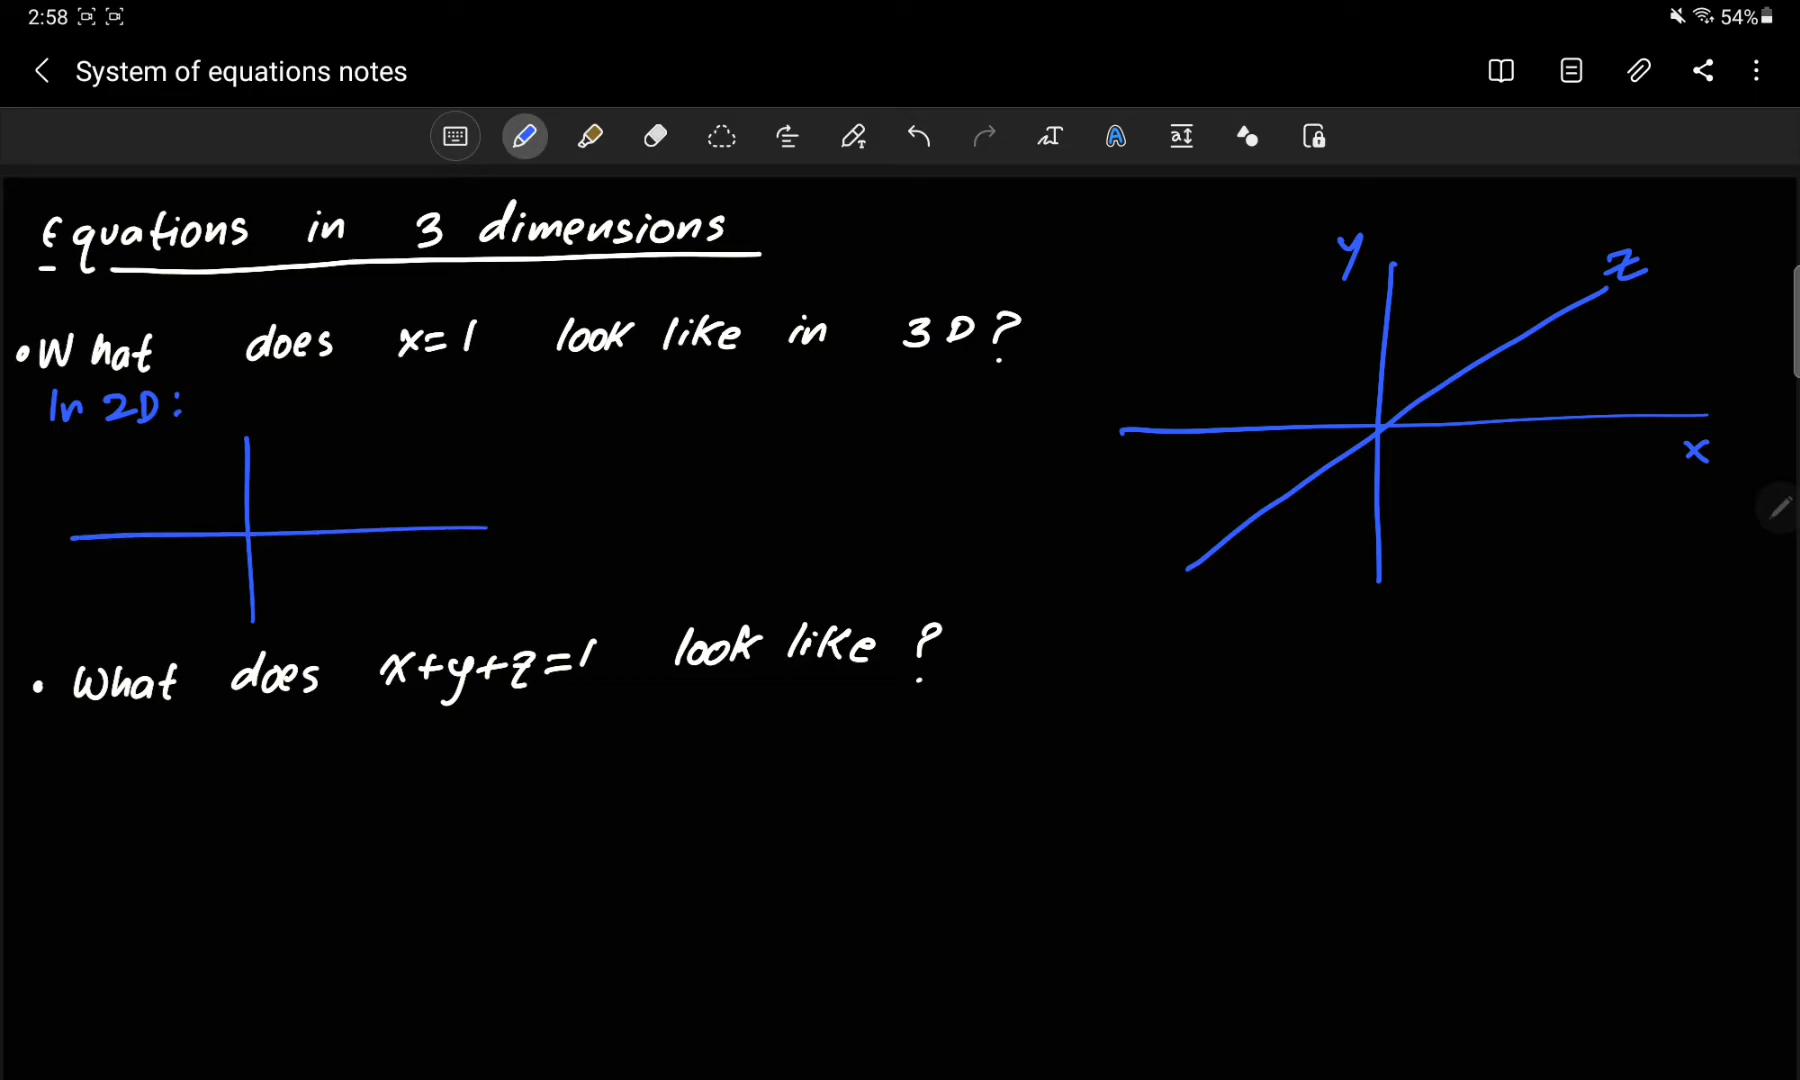 2:58 54%
System of equations notes
Equations in 3 dimensions
• What does x=1 look like in 3D?
In 2D:
y
z
x
• What does x+y+z=1 look like?